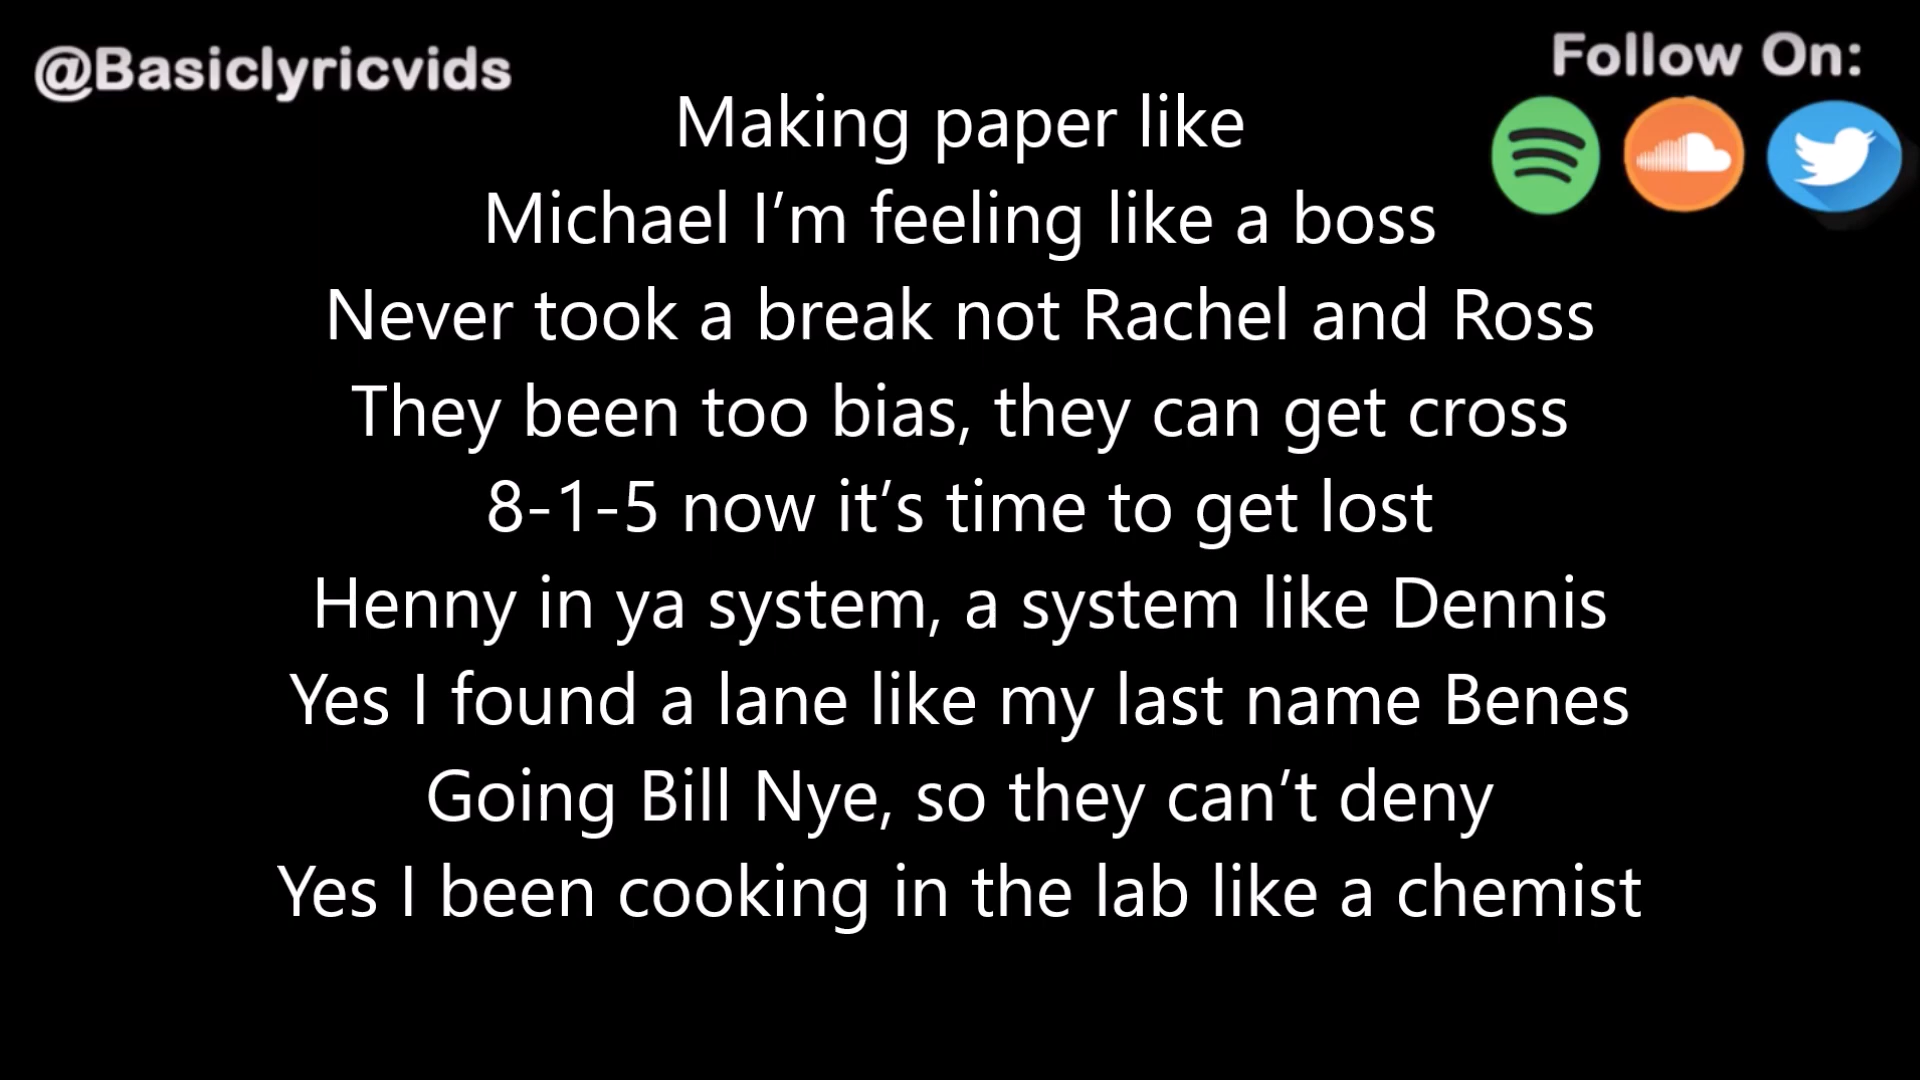 @Basiclyricvids
Follow On:
Making paper like
Michael I’m feeling like a boss
Never took a break not Rachel and Ross
They been too bias, they can get cross
8-1-5 now it’s time to get lost
Henny in ya system, a system like Dennis
Yes I found a lane like my last name Benes
Going Bill Nye, so they can’t deny
Yes I been cooking in the lab like a chemist